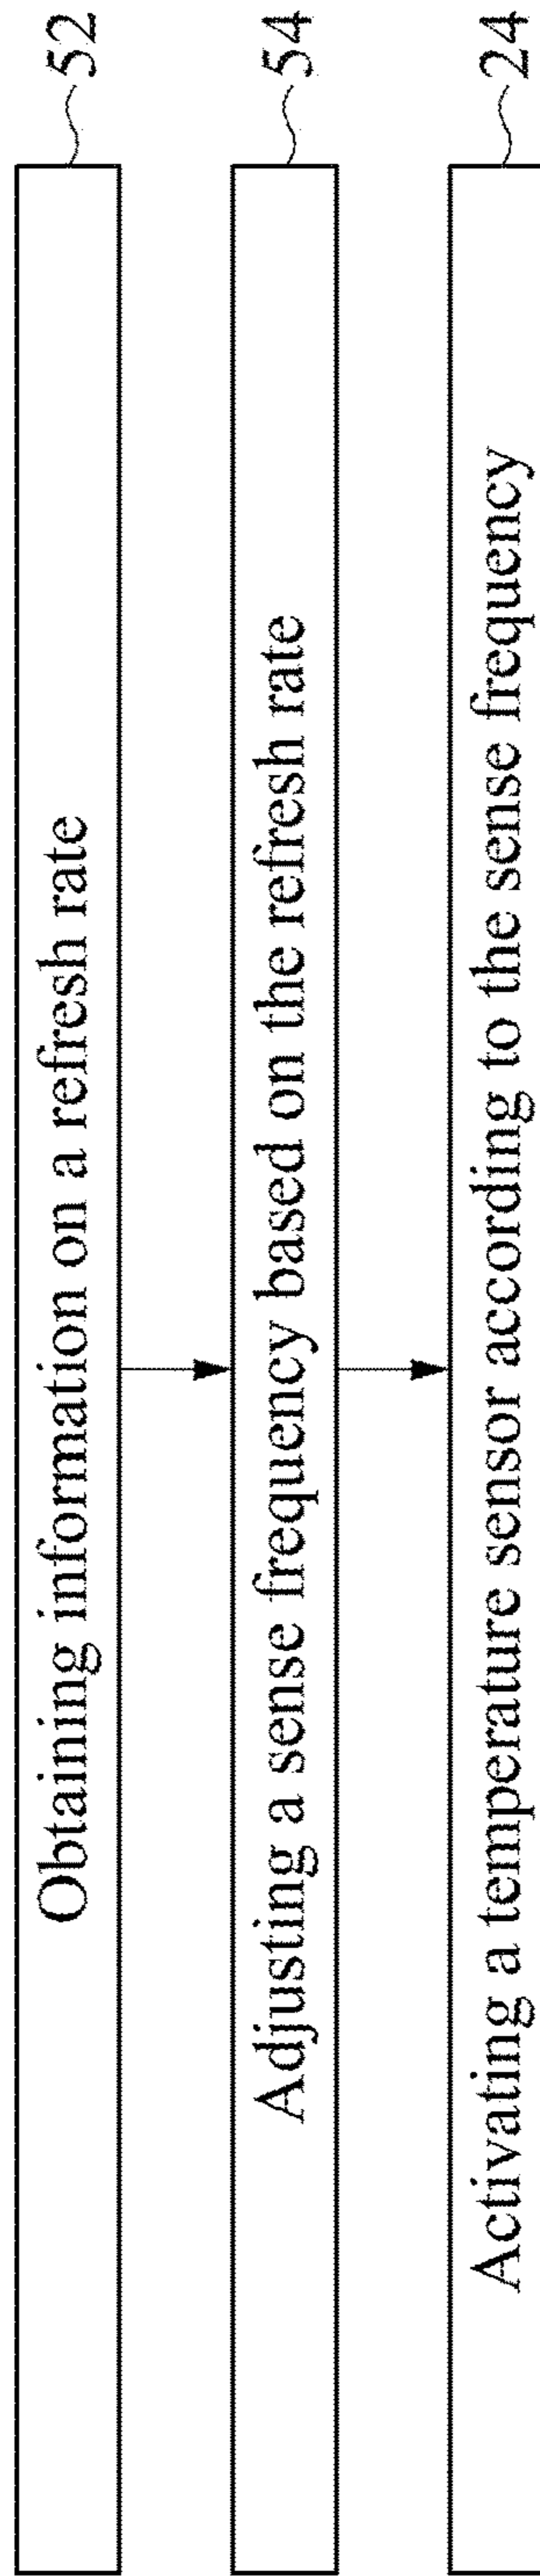 Obtaining information on a refresh rate
52
Adjusting a sense frequency based on the refresh rate
54
Activating a temperature sensor according to the sense frequency
24